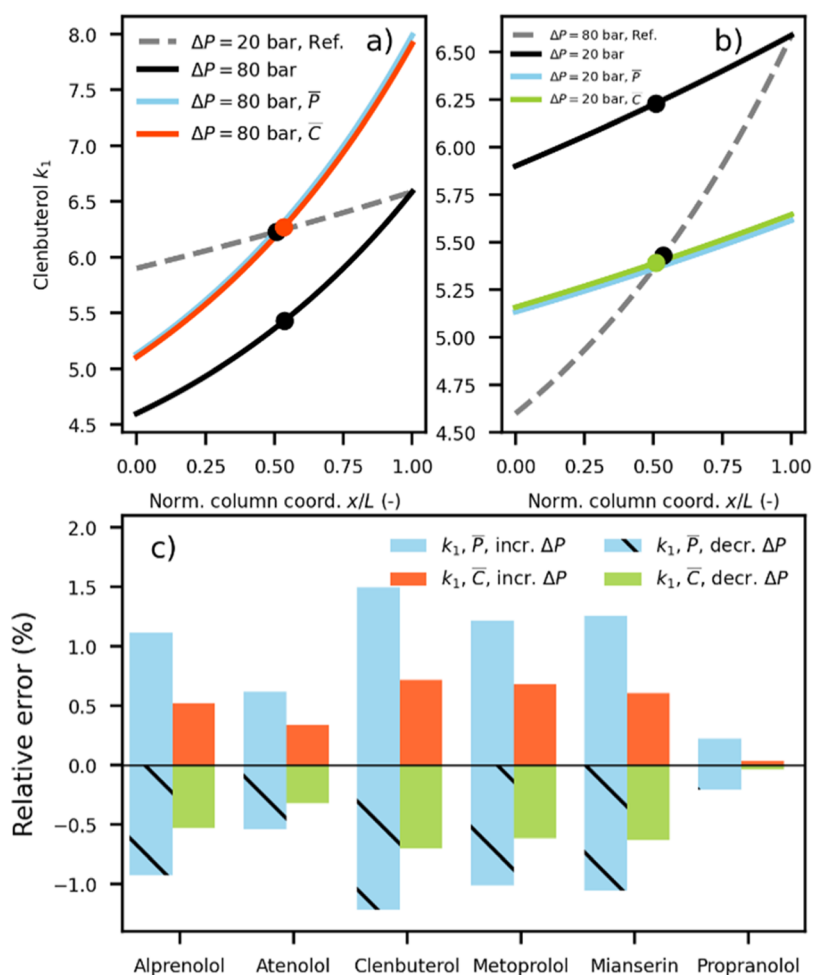 a)
ΔP = 20 bar, Ref.
ΔP = 80 bar
ΔP = 80 bar, P̅
ΔP = 80 bar, C̅
8.0
7.5
7.0
6.5
6.0
5.5
5.0
4.5
Clenbuterol k₁
0.00 0.25 0.50 0.75 1.00
Norm. column coord. x/L (-)
b)
ΔP = 80 bar, Ref.
ΔP = 20 bar
ΔP = 20 bar, P̅
ΔP = 20 bar, C̅
6.50
6.25
6.00
5.75
5.50
5.25
5.00
4.75
4.50
0.00 0.25 0.50 0.75 1.00
Norm. column coord. x/L (-)
c)
k₁, P̅, incr. ΔP
k₁, C̅, incr. ΔP
k₁, P̅, decr. ΔP
k₁, C̅, decr. ΔP
2.0
1.5
1.0
0.5
0.0
−0.5
−1.0
Relative error (%)
Alprenolol Atenolol Clenbuterol Metoprolol Mianserin Propranolol